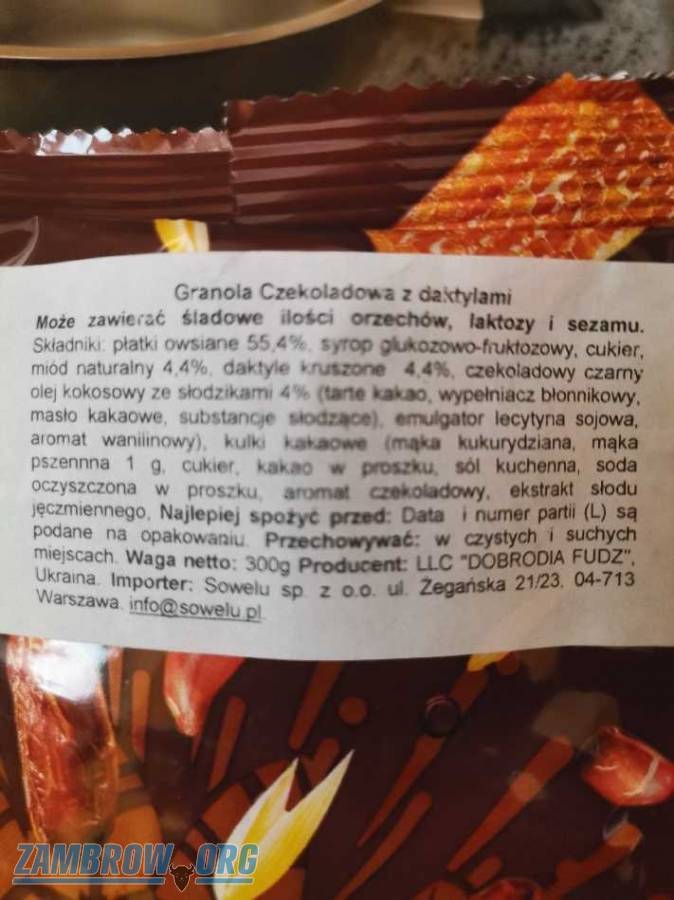 Granola Czekoladowa z daktylami
Może zawierać śladowe ilości orzechów, laktozy i sezamu.
Składniki: płatki owsiane 55,4%, syrop glukozowo-fruktozowy, cukier,
miód naturalny 4,4%, daktyle kruszone 4,4%, czekoladowy czarny
olej kokosowy ze słodzikami 4% (tarte kakao, wypełniacz błonnikowy,
masło kakaowe, substancje słodzące), emulgator lecytyna sojowa,
aromat waniinowy), kulki kakaowe (mąka kukurydziana, mąka
pszennna 1 g, cukier, kakao w proszku, sól kuchenna, soda
oczyszczona w proszku, aromat czekoladowy, ekstrakt słodu
jęczmiennego, Najlepiej spożyć przed: Data i numer partii (L) są
podane na opakowaniu. Przechowywać: w czystych i suchych
miejscach. Waga netto: 300g Producent: LLC "DOBRODIA FUDZ",
Ukraina. Importer: Sowelu sp. z o.o. ul. Żegańska 21/23, 04-713
Warszawa. info@sowelu.pl
ZAMBROW.ORG